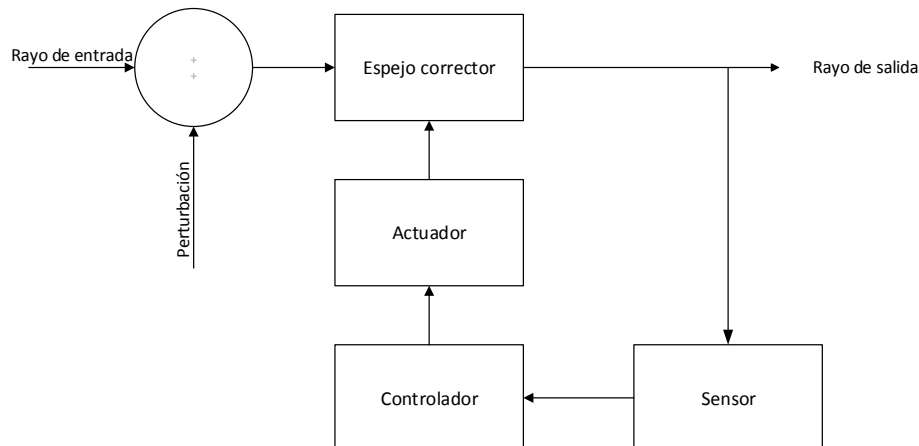 Rayo de entrada
+
+
Espejo corrector
Rayo de salida
Perturbación
Actuador
Controlador
Sensor